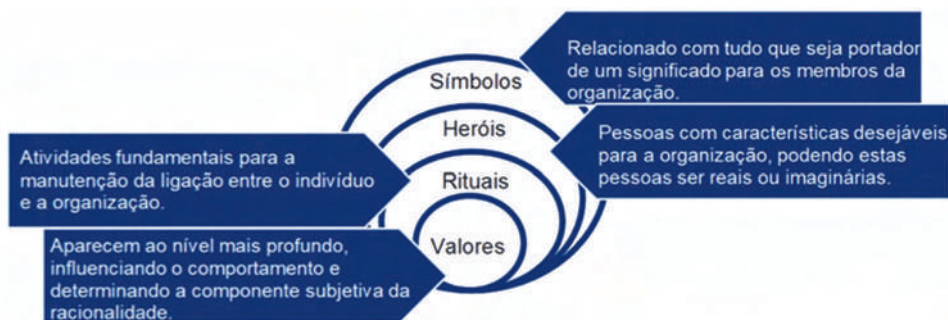 Símbolos
Relacionado com tudo que seja portador
de um significado para os membros da
organização.
Heróis
Pessoas com características desejáveis
para a organização, podendo estas
pessoas ser reais ou imaginárias.
Atividades fundamentais para a
manutenção da ligação entre o indivíduo
e a organização.
Rituais
Aparecem ao nível mais profundo,
influenciando o comportamento e
determinando a componente subjetiva da
racionalidade.
Valores